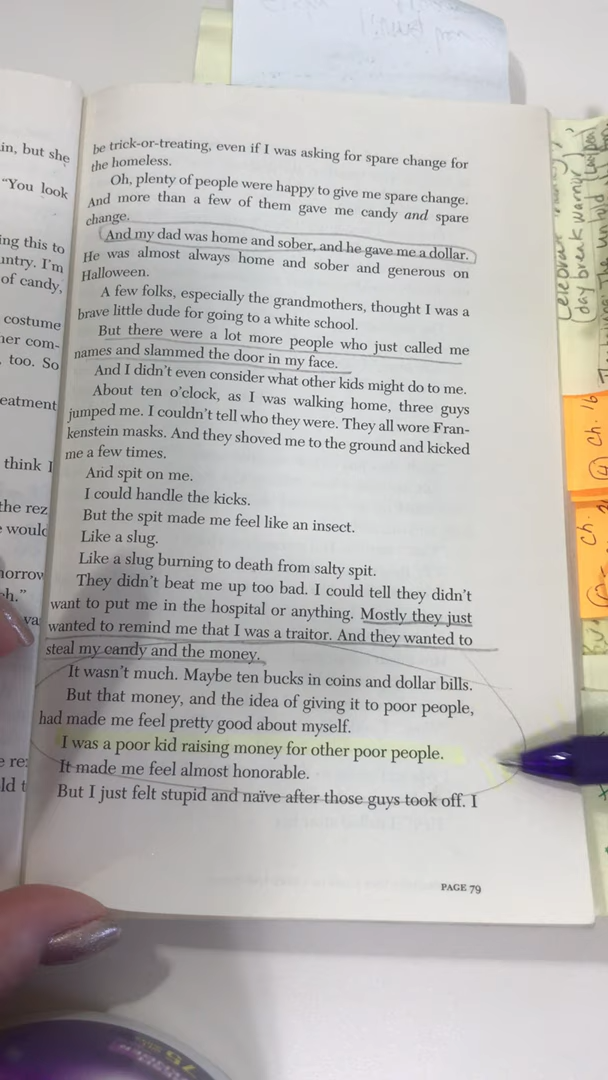 in, but she
"You look
ing this to
untry. I'm
of candy,
costume
ner com-
too. So
eatment
think I
the rez
would
norrow
eh."
va
e re
ld t
be trick-or-treating, even if I was asking for spare change for
the homeless.
Oh, plenty of people were happy to give me spare change.
And more than a few of them gave me candy and spare
change.
And my dad was home and sober, and he gave me a dollar.
He was almost always home and sober and generous on
Halloween.
A few folks, especially the grandmothers, thought I was a
brave little dude for going to a white school.
But there were a lot more people who just called me
names and slammed the door in my face.
And I didn't even consider what other kids might do to me.
About ten o'clock, as I was walking home, three guys
jumped me. I couldn't tell who they were. They all wore Fran-
kenstein masks. And they shoved me to the ground and kicked
me a few times.
And spit on me.
I could handle the kicks.
But the spit made me feel like an insect.
Like a slug.
Like a slug burning to death from salty spit.
They didn't beat me up too bad. I could tell they didn't
want to put me in the hospital or anything. Mostly they just
wanted to remind me that I was a traitor. And they wanted to
steal my candy and the money.
It wasn't much. Maybe ten bucks in coins and dollar bills.
But that money, and the idea of giving it to poor people,
had made me feel pretty good about myself.
I was a poor kid raising money for other poor people.
It made me feel almost honorable.
But I just felt stupid and naïve after those guys took off. I
PAGE 79
Celebrate
(day break warrior)
The untold
④ Ch. 16
Ch.
75